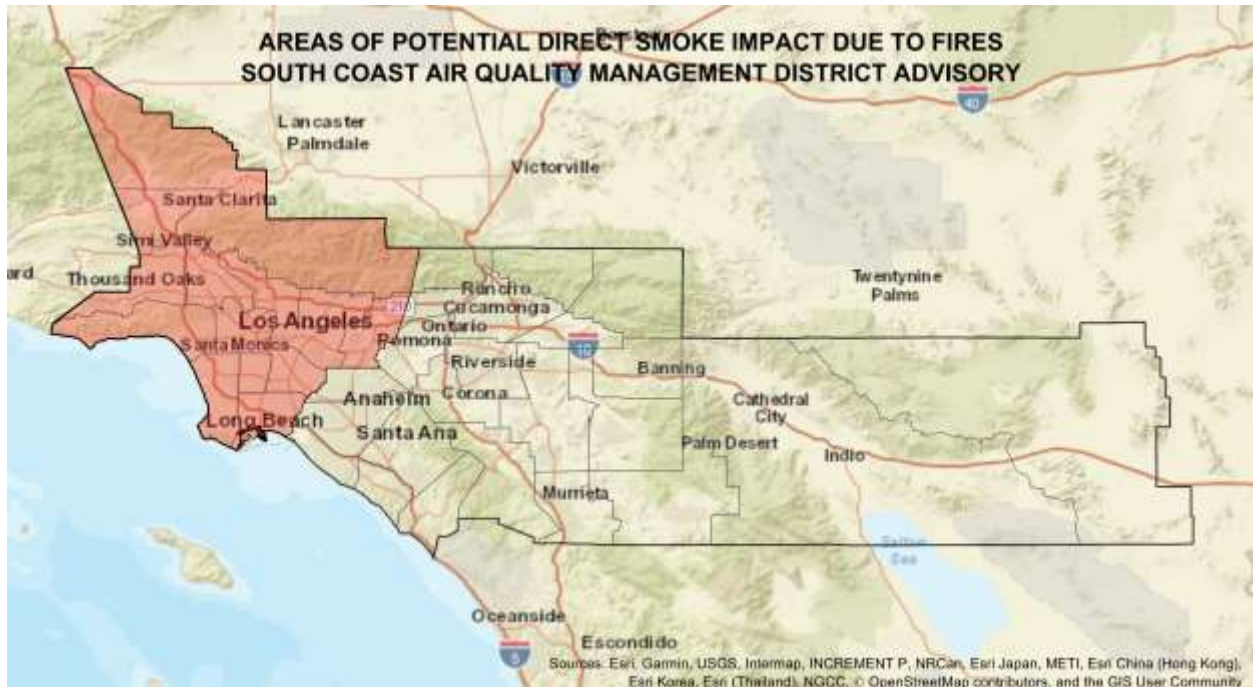 AREAS OF POTENTIAL DIRECT SMOKE IMPACT DUE TO FIRES
SOUTH COAST AIR QUALITY MANAGEMENT DISTRICT ADVISORY
40
Lancaster
Palmdale
Victorville
Santa Clarita
Simi Valley
ard
Thousand Oaks
Twentynine
Palms
Rancho
Cucamonga
210
Los Angeles
Ontario
Pomona
Santa Monica
10
Riverside
Banning
Corona
Anaheim
Cathedral
City
Long Beach
Santa Ana
Palm Desert
Indio
Murrieta
Salton
Sea
Oceanside
Escondido
5
Sources: Esri, Garmin, USGS, Intermap, INCREMENT P, NRCan, Esri Japan, METI, Esri China (Hong Kong),
Esri Korea, Esri (Thailand), NGCC, © OpenStreetMap contributors, and the GIS User Community